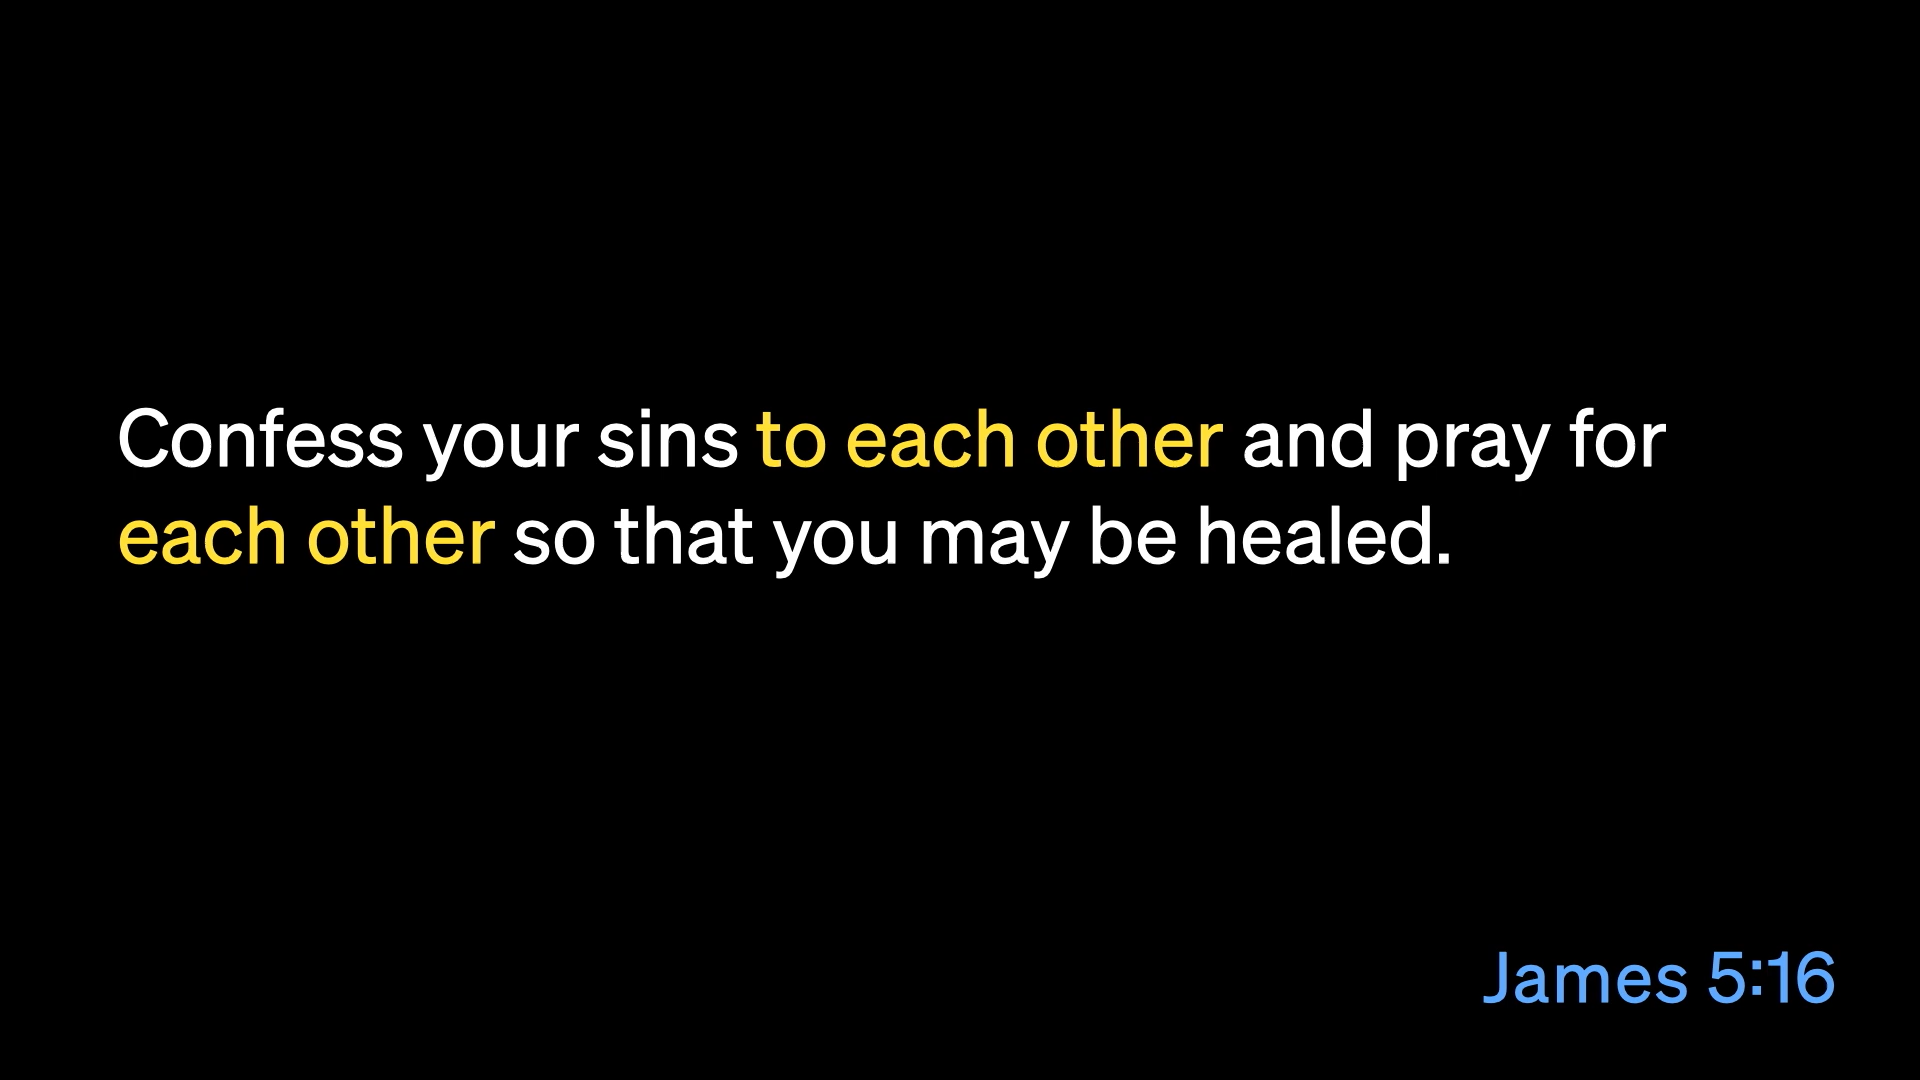 Confess your sins to each other and pray for
each other so that you may be healed.
James 5:16